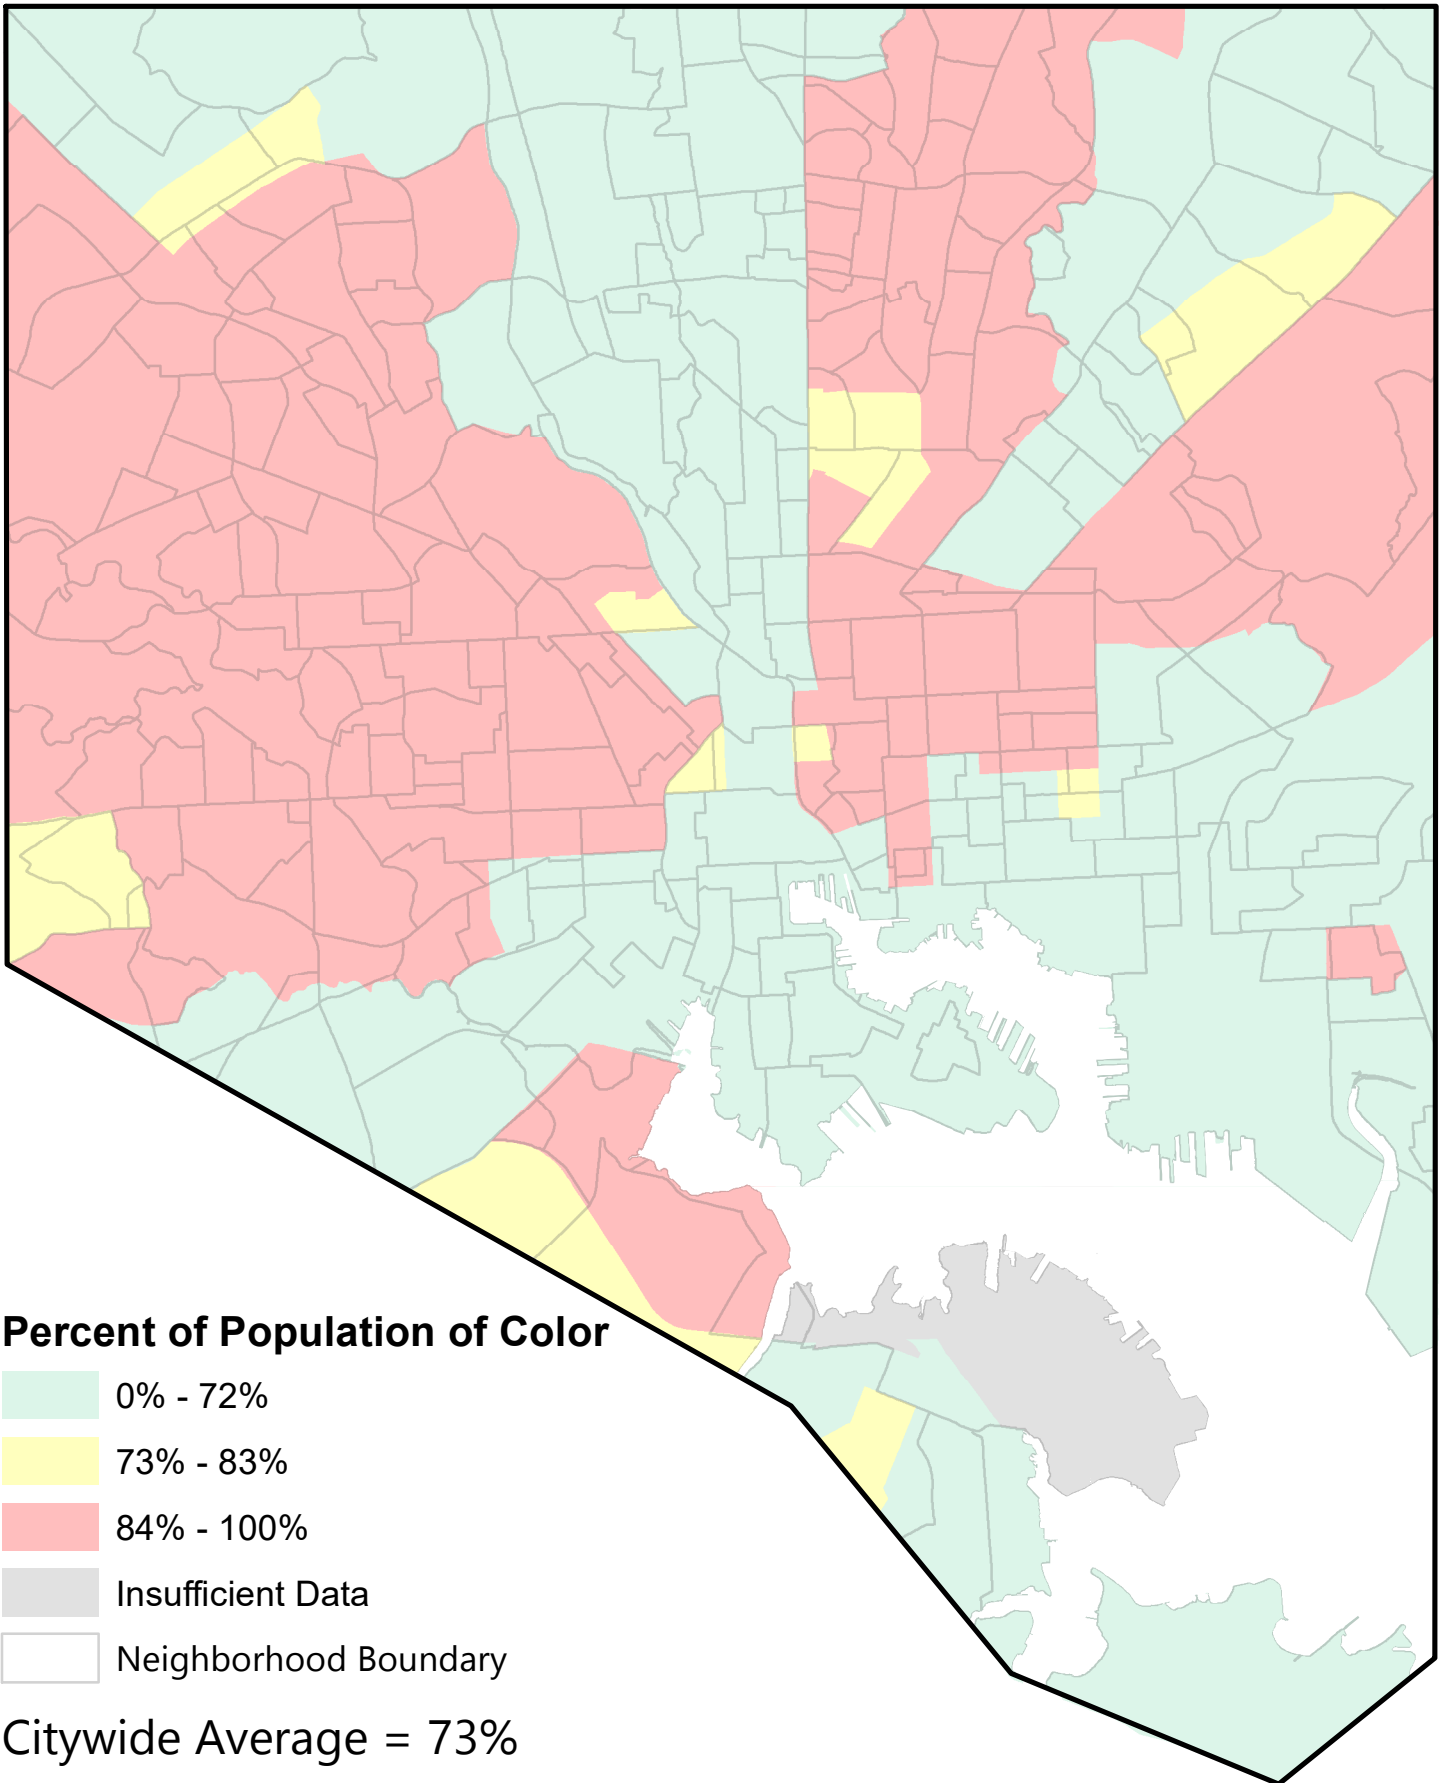 Percent of Population of Color
0% - 72%
73% - 83%
84% - 100%
Insufficient Data
Neighborhood Boundary
Citywide Average = 73%